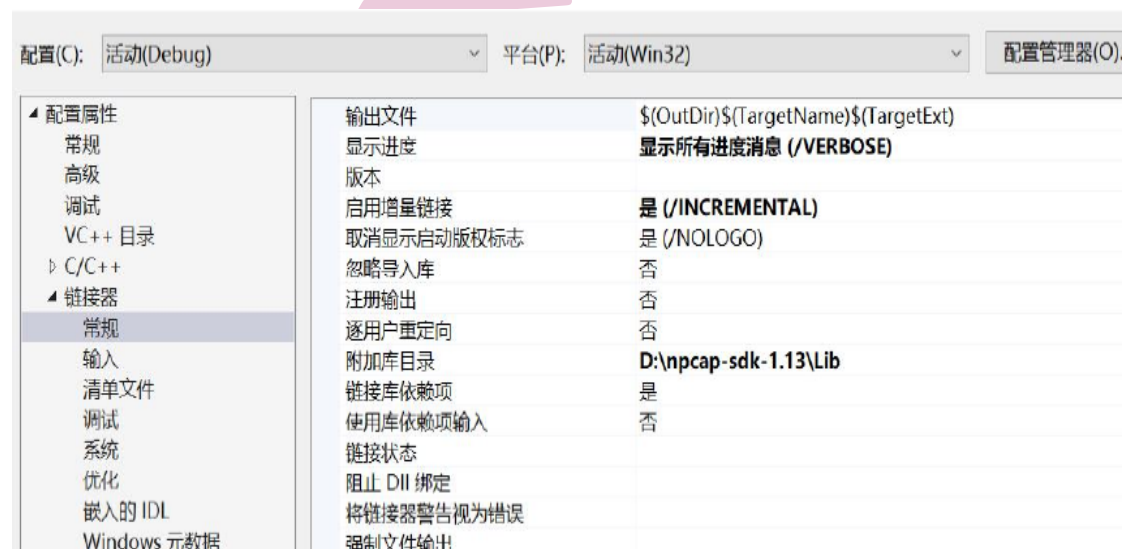 配置(C): 活动(Debug) 平台(P): 活动(Win32) 配置管理器(O).
配置属性
常规
高级
调试
VC++ 目录
C/C++
链接器
常规
输入
清单文件
调试
系统
优化
嵌入的 IDL
Windows 元数据
输出文件 $(OutDir)$(TargetName)$(TargetExt)
显示进度 显示所有进度消息 (/VERBOSE)
版本
启用增量链接 是 (/INCREMENTAL)
取消显示启动版权标志 是 (/NOLOGO)
忽略导入库 否
注册输出 否
逐用户重定向 否
附加库目录 D:\npcap-sdk-1.13\Lib
链接库依赖项 是
使用库依赖项输入 否
链接状态
阻止 Dll 绑定
将链接器警告视为错误
强制文件输出